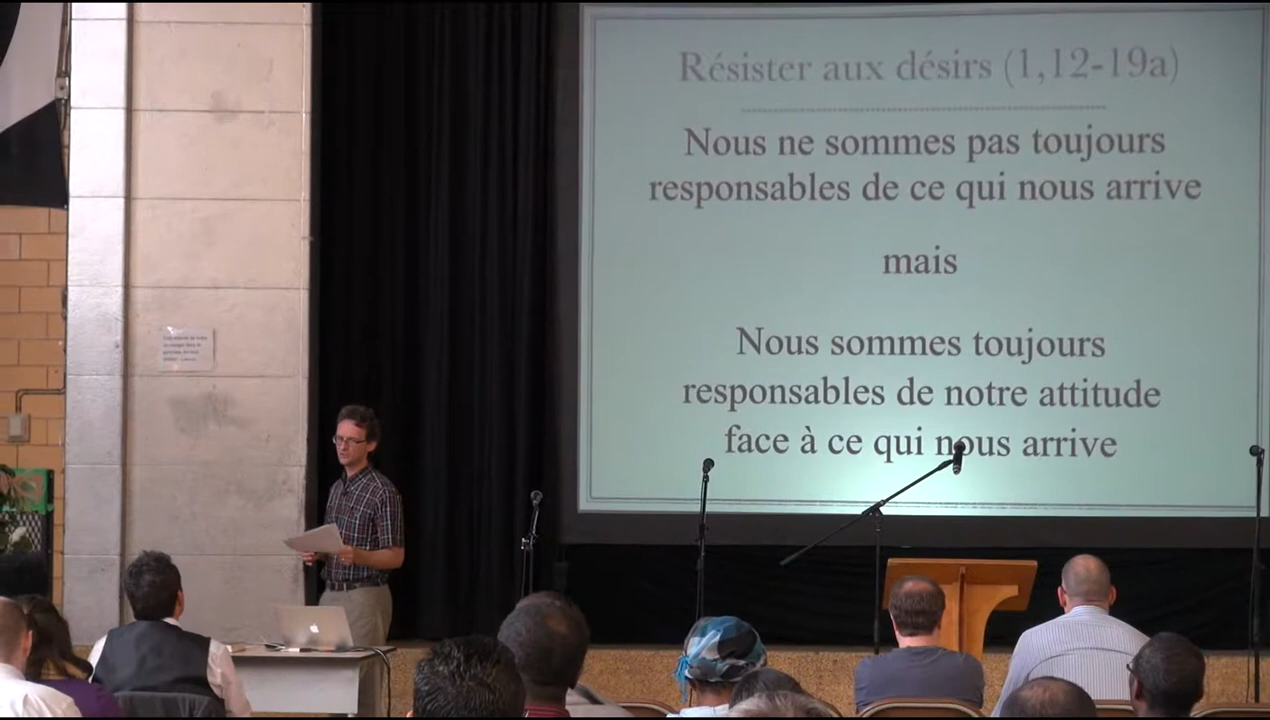 Résister aux désirs (1,12-19a)
Nous ne sommes pas toujours
responsables de ce qui nous arrive
mais
Nous sommes toujours
responsables de notre attitude
face à ce qui nous arrive